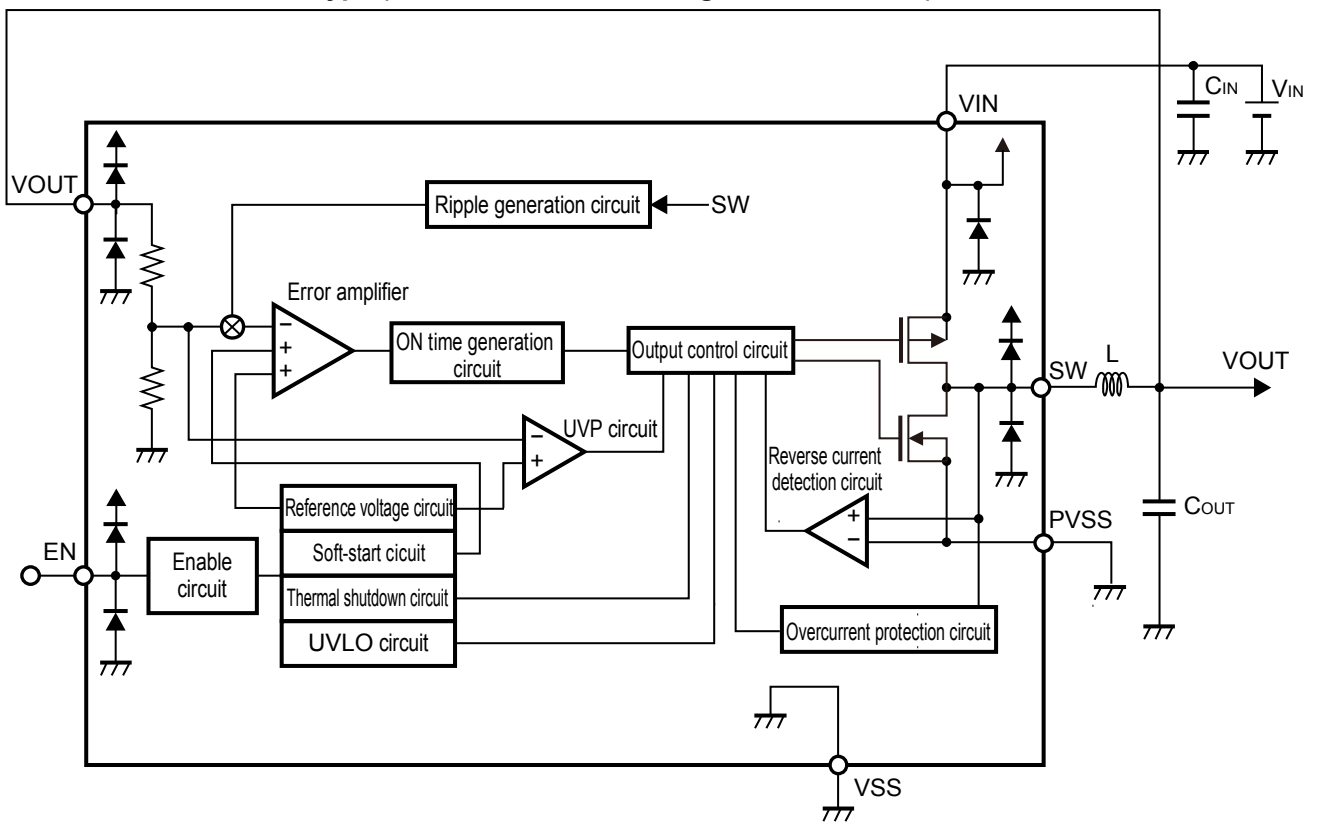 VIN
CIN
VIN
VOUT
Ripple generation circuit
SW
Error amplifier
−
+
+
ON time generation
circuit
Output control circuit
SW
L
VOUT
UVP circuit
−
+
Reverse current
detection circuit
+
−
Reference voltage circuit
Soft-start cicuit
Thermal shutdown circuit
UVLO circuit
EN
Enable
circuit
PVSS
COUT
Overcurrent protection circuit
VSS